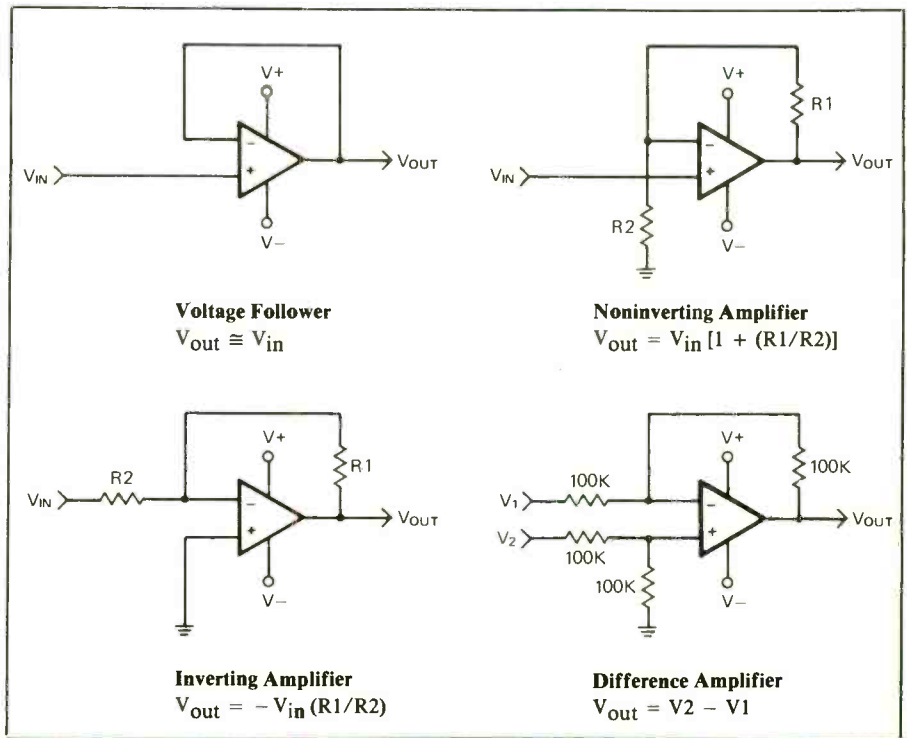 V+
−
+
VIN
VOUT
V−
Voltage Follower
Vout ≅ Vin
V+
R1
−
+
VIN
VOUT
R2
V−
Noninverting Amplifier
Vout = Vin [1 + (R1/R2)]
V+
R2
R1
VIN
−
+
VOUT
V−
Inverting Amplifier
Vout = − Vin (R1/R2)
V+
100K
100K
V1
−
V2
+
VOUT
100K
100K
V−
Difference Amplifier
Vout = V2 − V1